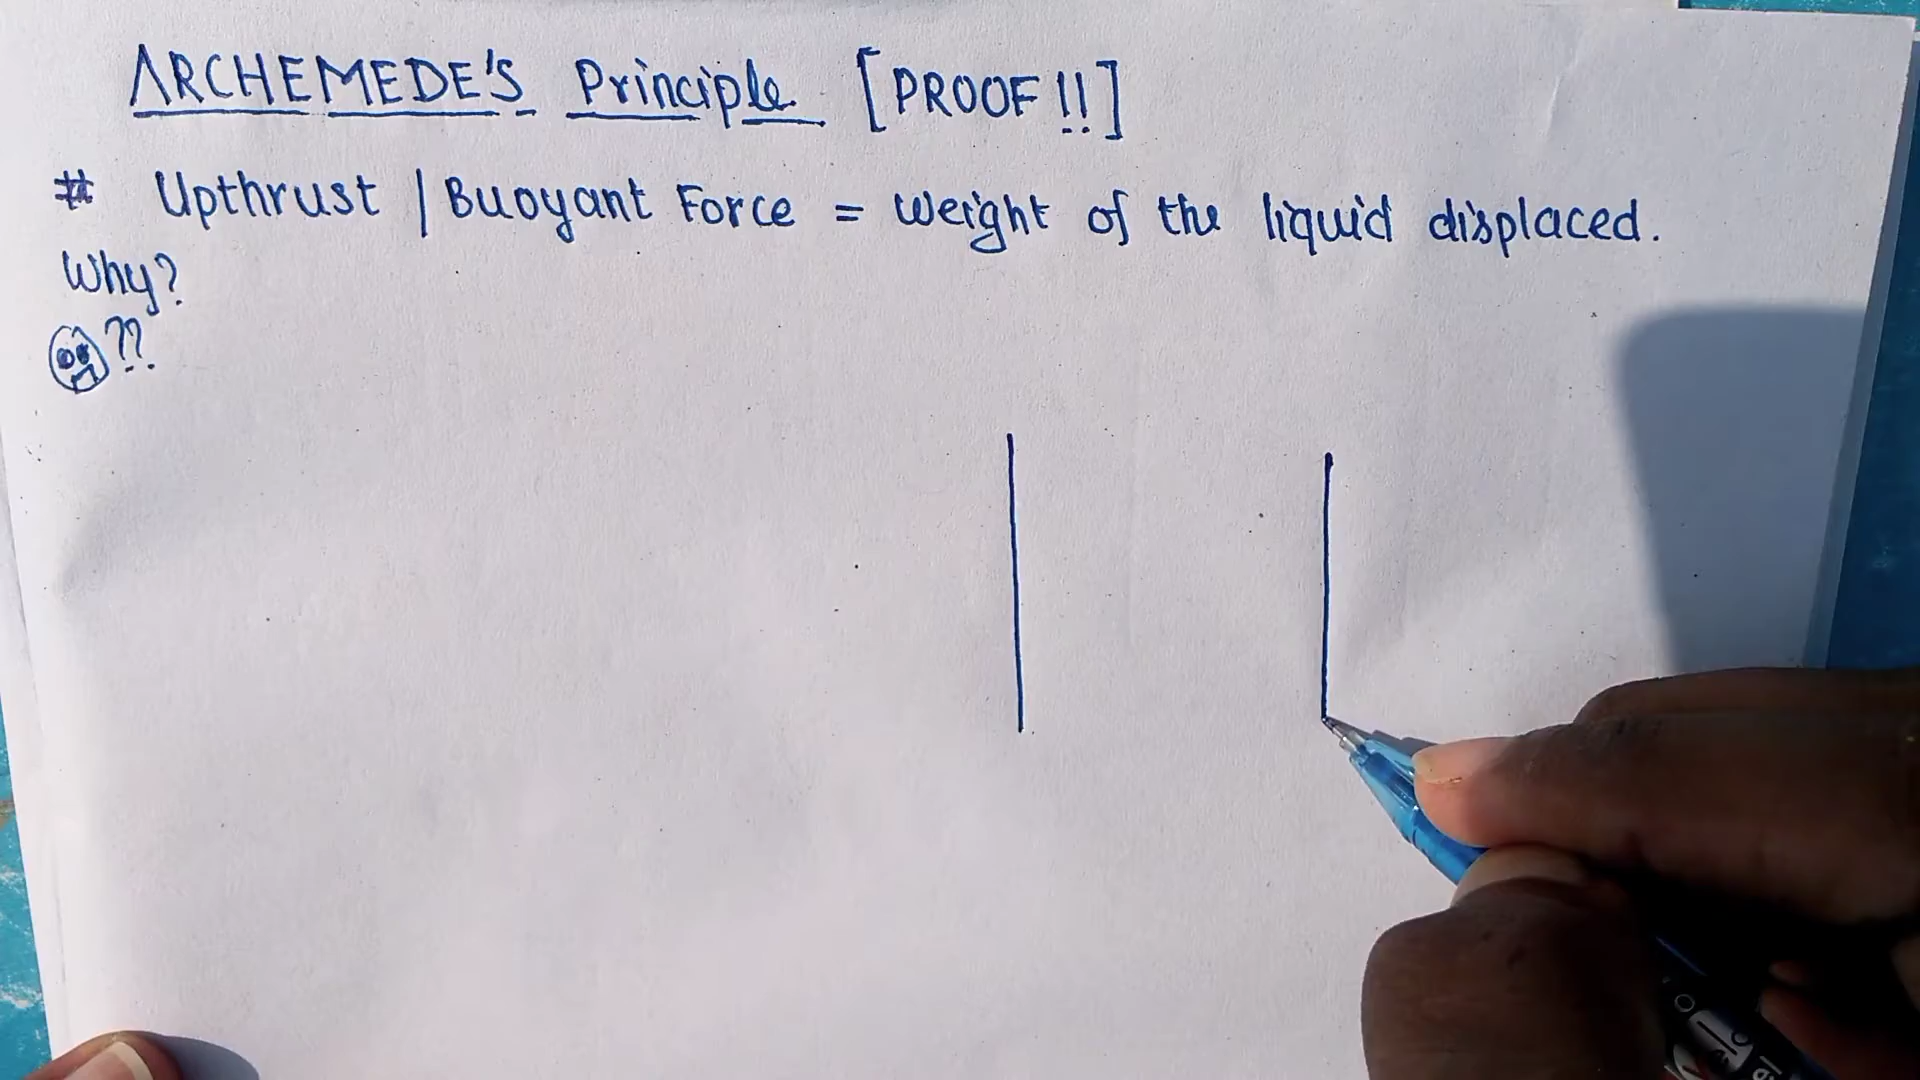 ARCHEMEDE'S Principle [PROOF!!]
# Upthrust / Buoyant Force = Weight of the liquid displaced.
Why?
??